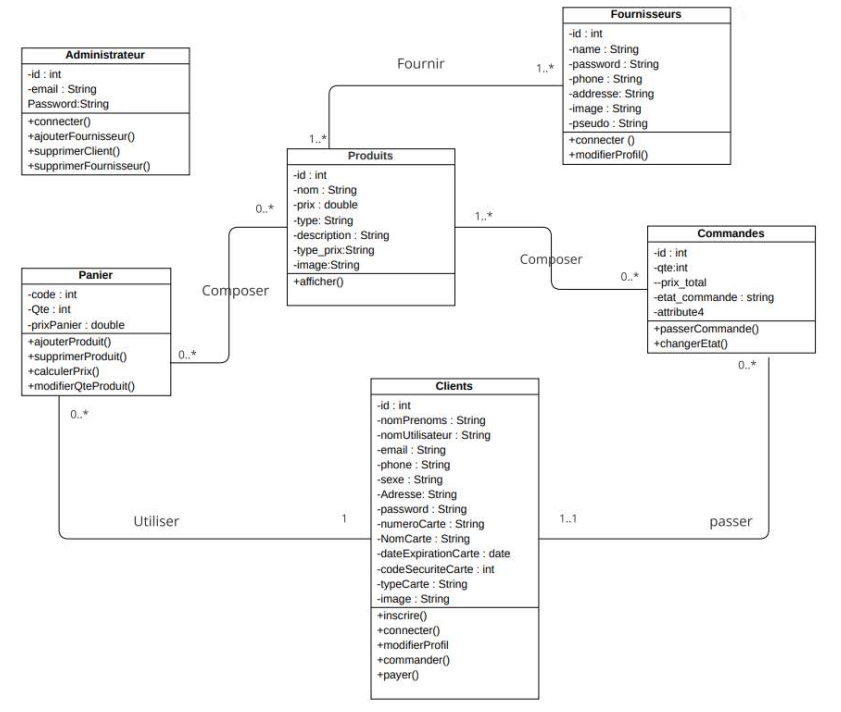 Administrateur
-id : int
-email : String
Password:String
+connecter()
+ajouterFournisseur()
+supprimerClient()
+supprimerFournisseur()
Fournir
1..*
1..*
Fournisseurs
-id : int
-name : String
-password : String
-phone : String
-addresse: String
-image : String
-pseudo : String
+connecter ()
+modifierProfil()
Produits
-id : int
-nom : String
-prix : double
-type: String
-description : String
-type_prix:String
-image:String
+afficher()
0..*
Composer
0..*
1..*
Composer
0..*
Commandes
-id : int
-qte:int
--prix_total
-etat_commande : string
-attribute4
+passerCommande()
+changerEtat()
0..*
Panier
-code : int
-Qte : int
-prixPanier : double
+ajouterProduit()
+supprimerProduit()
+calculerPrix()
+modifierQteProduit()
0..*
Utiliser
1
Clients
-id : int
-nomPrenoms : String
-nomUtilisateur : String
-email : String
-phone : String
-sexe : String
-Adresse: String
-password : String
-numeroCarte : String
-NomCarte : String
-dateExpirationCarte : date
-codeSecuriteCarte : int
-typeCarte : String
-image : String
+inscrire()
+connecter()
+modifierProfil
+commander()
+payer()
1..1
passer